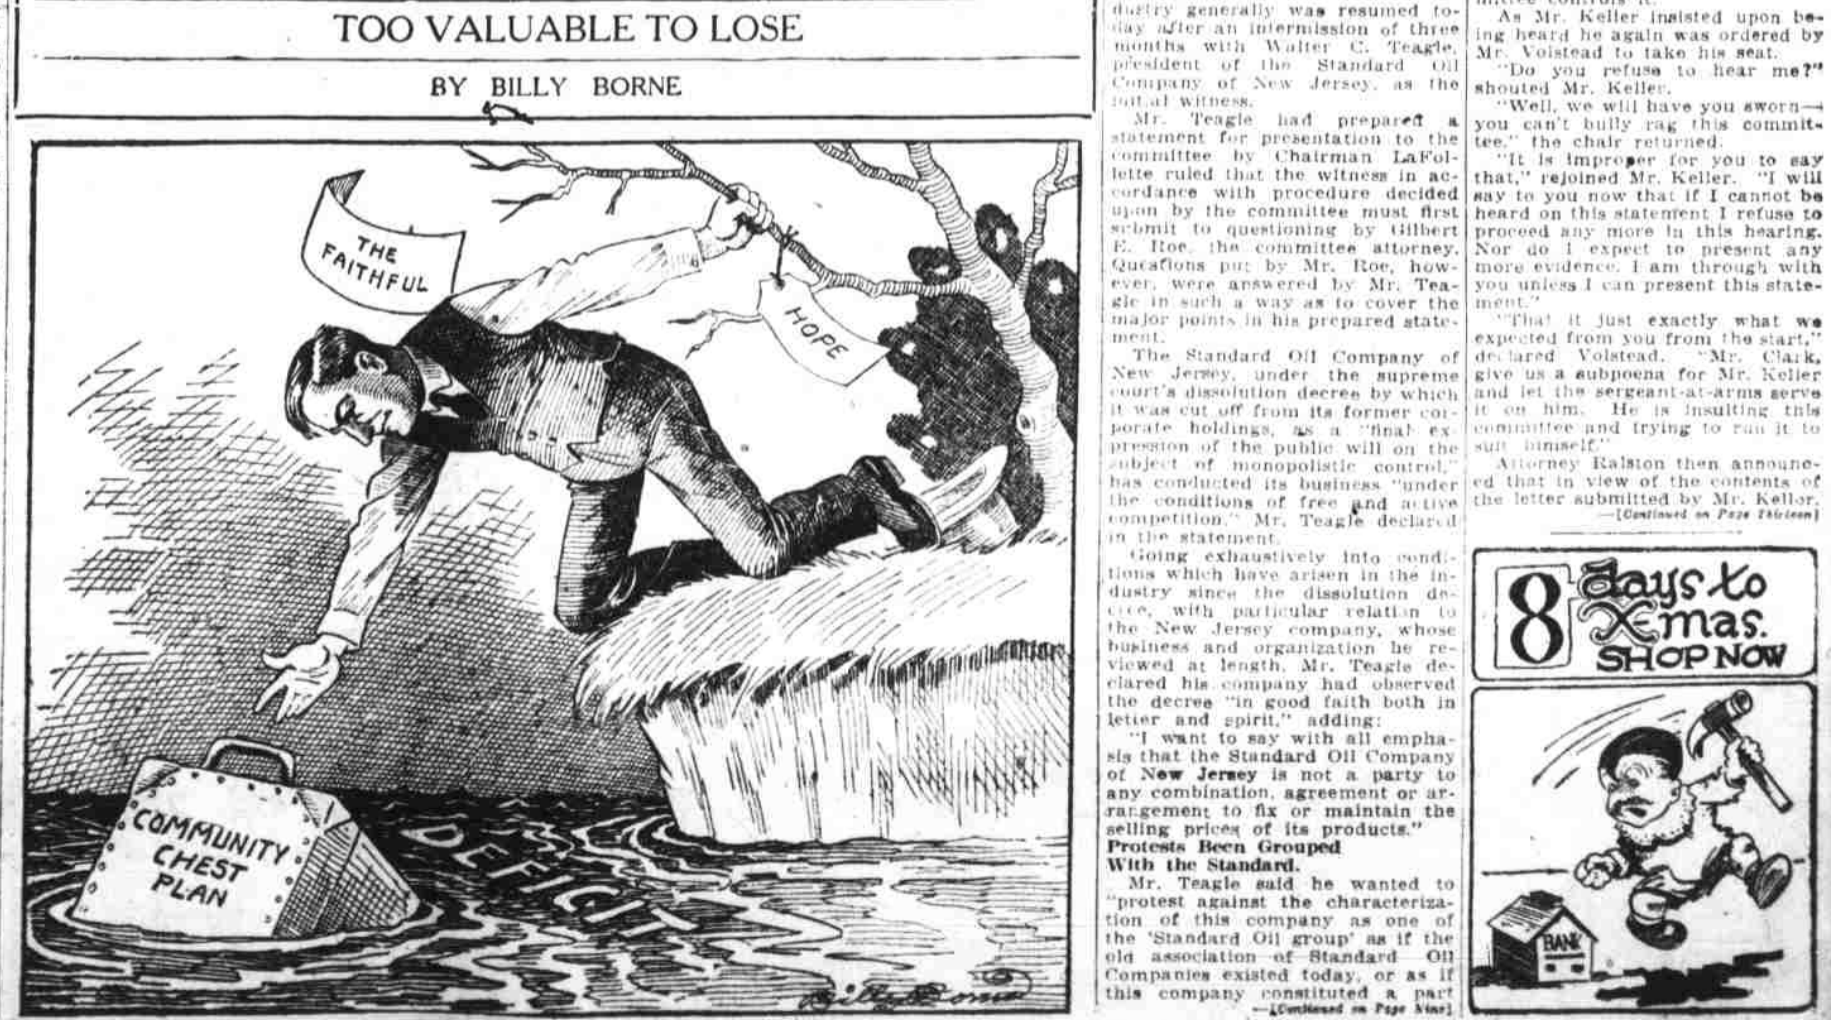 TOO VALUABLE TO LOSE
BY BILLY BORNE
THE
FAITHFUL
HOPE
COMMUNITY
CHEST
PLAN
DEFICIT
Billy Borne
dustry generally was resumed to-
day after an intermission of three
months with Walter C. Teagle,
president of the Standard Oil
Company of New Jersey, as the
initial witness.
Mr. Teagle had prepared a
statement for presentation to the
committee by Chairman LaFol-
lette ruled that the witness in ac-
cordance with procedure decided
upon by the committee must first
submit to questioning by Gilbert
E. Roe, the committee attorney.
Questions put by Mr. Roe, how-
ever, were answered by Mr. Tea-
gle in such a way as to cover the
major points in his prepared state-
ment.
The Standard Oil Company of
New Jersey, under the supreme
court's dissolution decree by which
it was cut off from its former cor-
porate holdings, as a "final ex-
pression of the public will on the
subject of monopolistic control,"
has conducted its business "under
the conditions of free and active
competition," Mr. Teagle declared
in the statement.
Going exhaustively into condi-
tions which have arisen in the in-
dustry since the dissolution de-
cree, with particular relation to
the New Jersey company, whose
business and organization he re-
viewed at length, Mr. Teagle de-
clared his company had observed
the decree "in good faith both in
letter and spirit," adding:
"I want to say with all empha-
sis that the Standard Oil Company
of New Jersey is not a party to
any combination, agreement or ar-
rangement to fix or maintain the
selling prices of its products."
Protests Been Grouped
With the Standard.
Mr. Teagle said he wanted to
"protest against the characteriza-
tion of this company as one of
the 'Standard Oil group' as if the
old association of Standard Oil
Companies existed today, or as if
this company constituted a part
—[Continued on Page Nine]
As Mr. Keller insisted upon be-
ing heard he again was ordered by
Mr. Volstead to take his seat.
"Do you refuse to hear me?"
shouted Mr. Keller.
"Well, we will have you sworn—
you can't bully rag this commit-
tee," the chair returned.
"It is improper for you to say
that," rejoined Mr. Keller. "I will
say to you now that if I cannot be
heard on this statement I refuse to
proceed any more in this hearing.
Nor do I expect to present any
more evidence. I am through with
you unless I can present this state-
ment."
"That it just exactly what we
expected from you from the start,"
declared Volstead. "Mr. Clark,
give us a subpoena for Mr. Keller
and let the sergeant-at-arms serve
it on him. He is insulting this
committee and trying to run it to
suit himself."
Attorney Ralston then announc-
ed that in view of the contents of
the letter submitted by Mr. Keller,
—[Continued on Page Thirteen]
8 days to
X-mas.
SHOP NOW
BANK